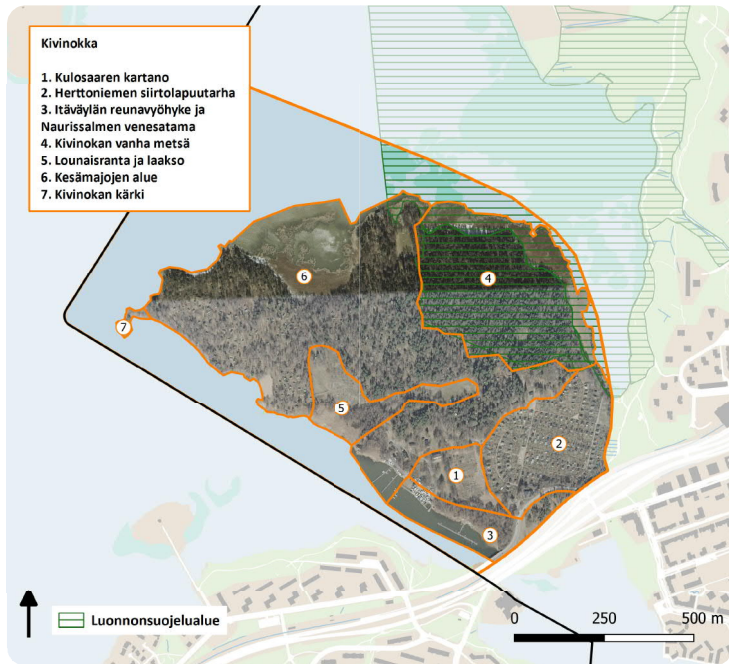 Kivinokka
1. Kulosaaren kartano
2. Herttoniemen siirtolapuutarha
3. Itäväylän reunavyöhyke ja
Naurissalmen venesatama
4. Kivinokan vanha metsä
5. Lounaisranta ja laakso
6. Kesämajojen alue
7. Kivinokan kärki
6
4
7
5
2
1
3
Luonnonsuojelualue
0 250 500 m